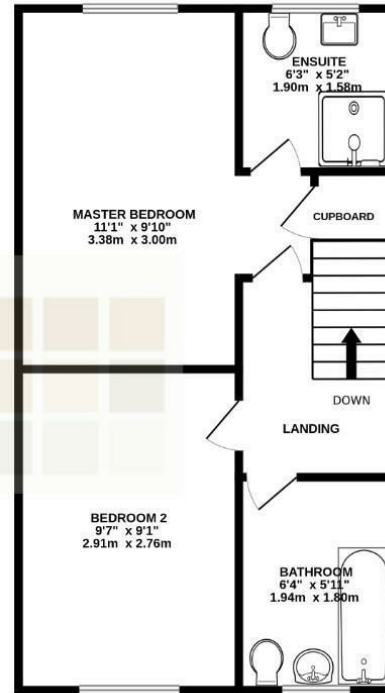 ENSUITE
6'3" x 5'2"
1.90m x 1.58m
MASTER BEDROOM
11'1" x 9'10"
3.38m x 3.00m
CUPBOARD
DOWN
LANDING
BEDROOM 2
9'7" x 9'1"
2.91m x 2.76m
BATHROOM
6'4" x 5'11"
1.94m x 1.80m